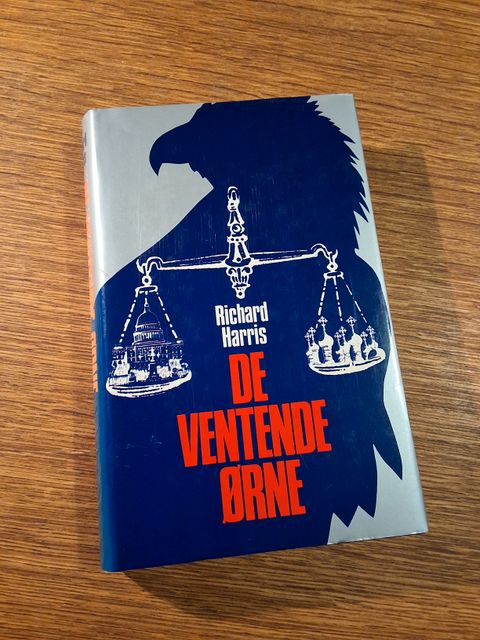 Richard
Harris
DE
VENTENDE
ØRNE